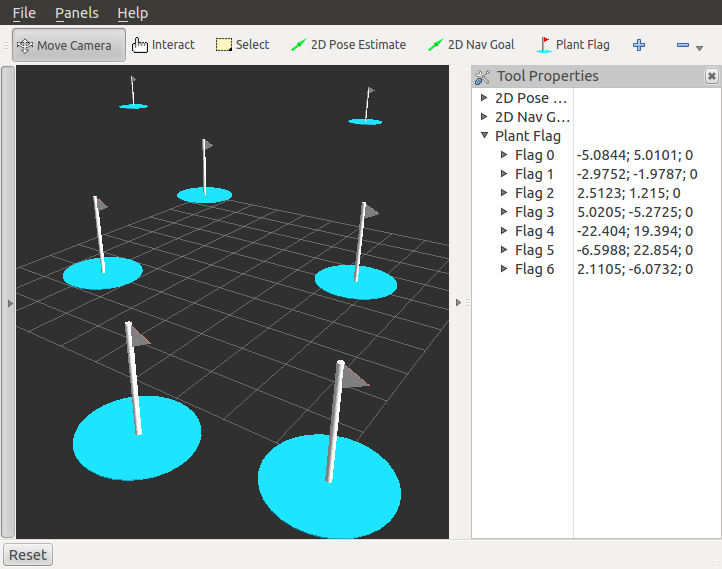 File Panels Help
Move Camera Interact Select 2D Pose Estimate 2D Nav Goal Plant Flag
Tool Properties
2D Pose ...
2D Nav G...
Plant Flag
Flag 0 -5.0844; 5.0101; 0
Flag 1 -2.9752; -1.9787; 0
Flag 2 2.5123; 1.215; 0
Flag 3 5.0205; -5.2725; 0
Flag 4 -22.404; 19.394; 0
Flag 5 -6.5988; 22.854; 0
Flag 6 2.1105; -6.0732; 0
Reset